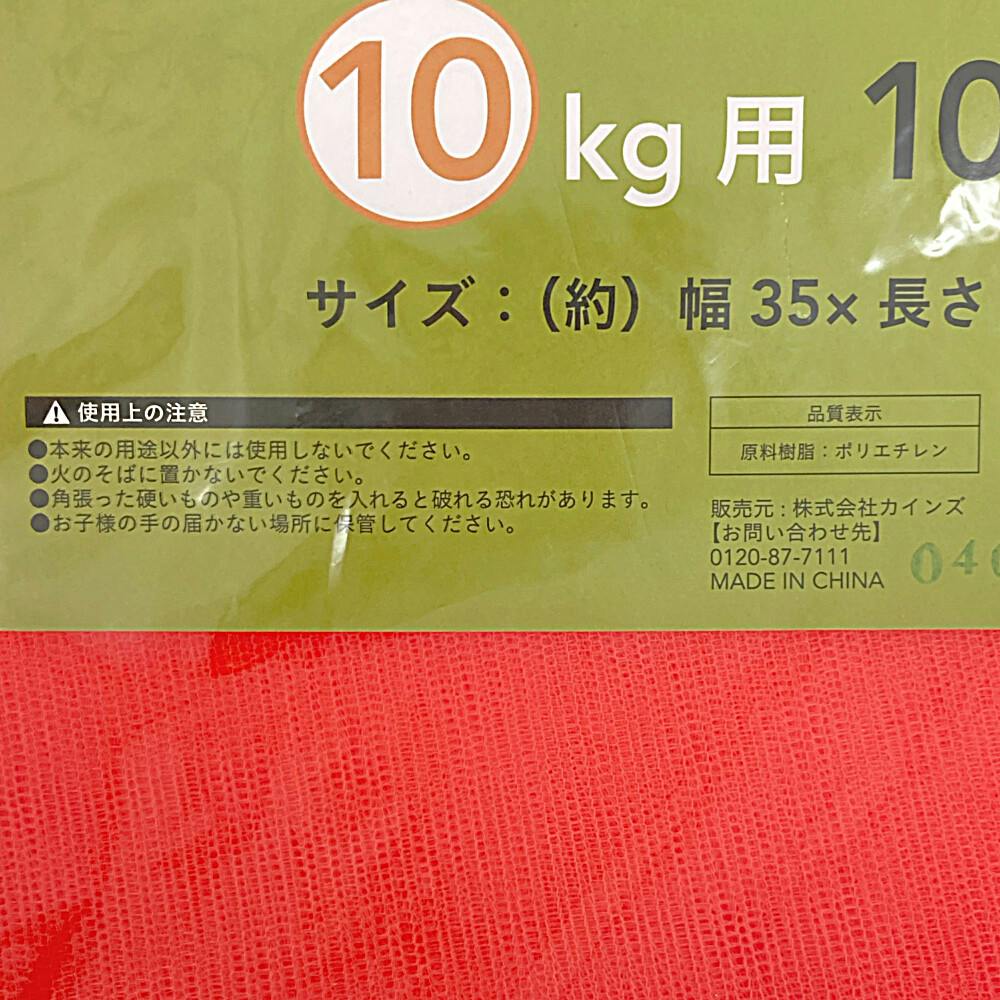 10 kg 用 10
サイズ：（約）幅 35× 長さ
使用上の注意
●本来の用途以外には使用しないでください。
●火のそばに置かないでください。
●角張った硬いものや重いものを入れると破れる恐れがあります。
●お子様の手の届かない場所に保管してください。
品質表示
原料樹脂：ポリエチレン
販売元：株式会社カインズ
【お問い合わせ先】
0120-87-7111
MADE IN CHINA
04